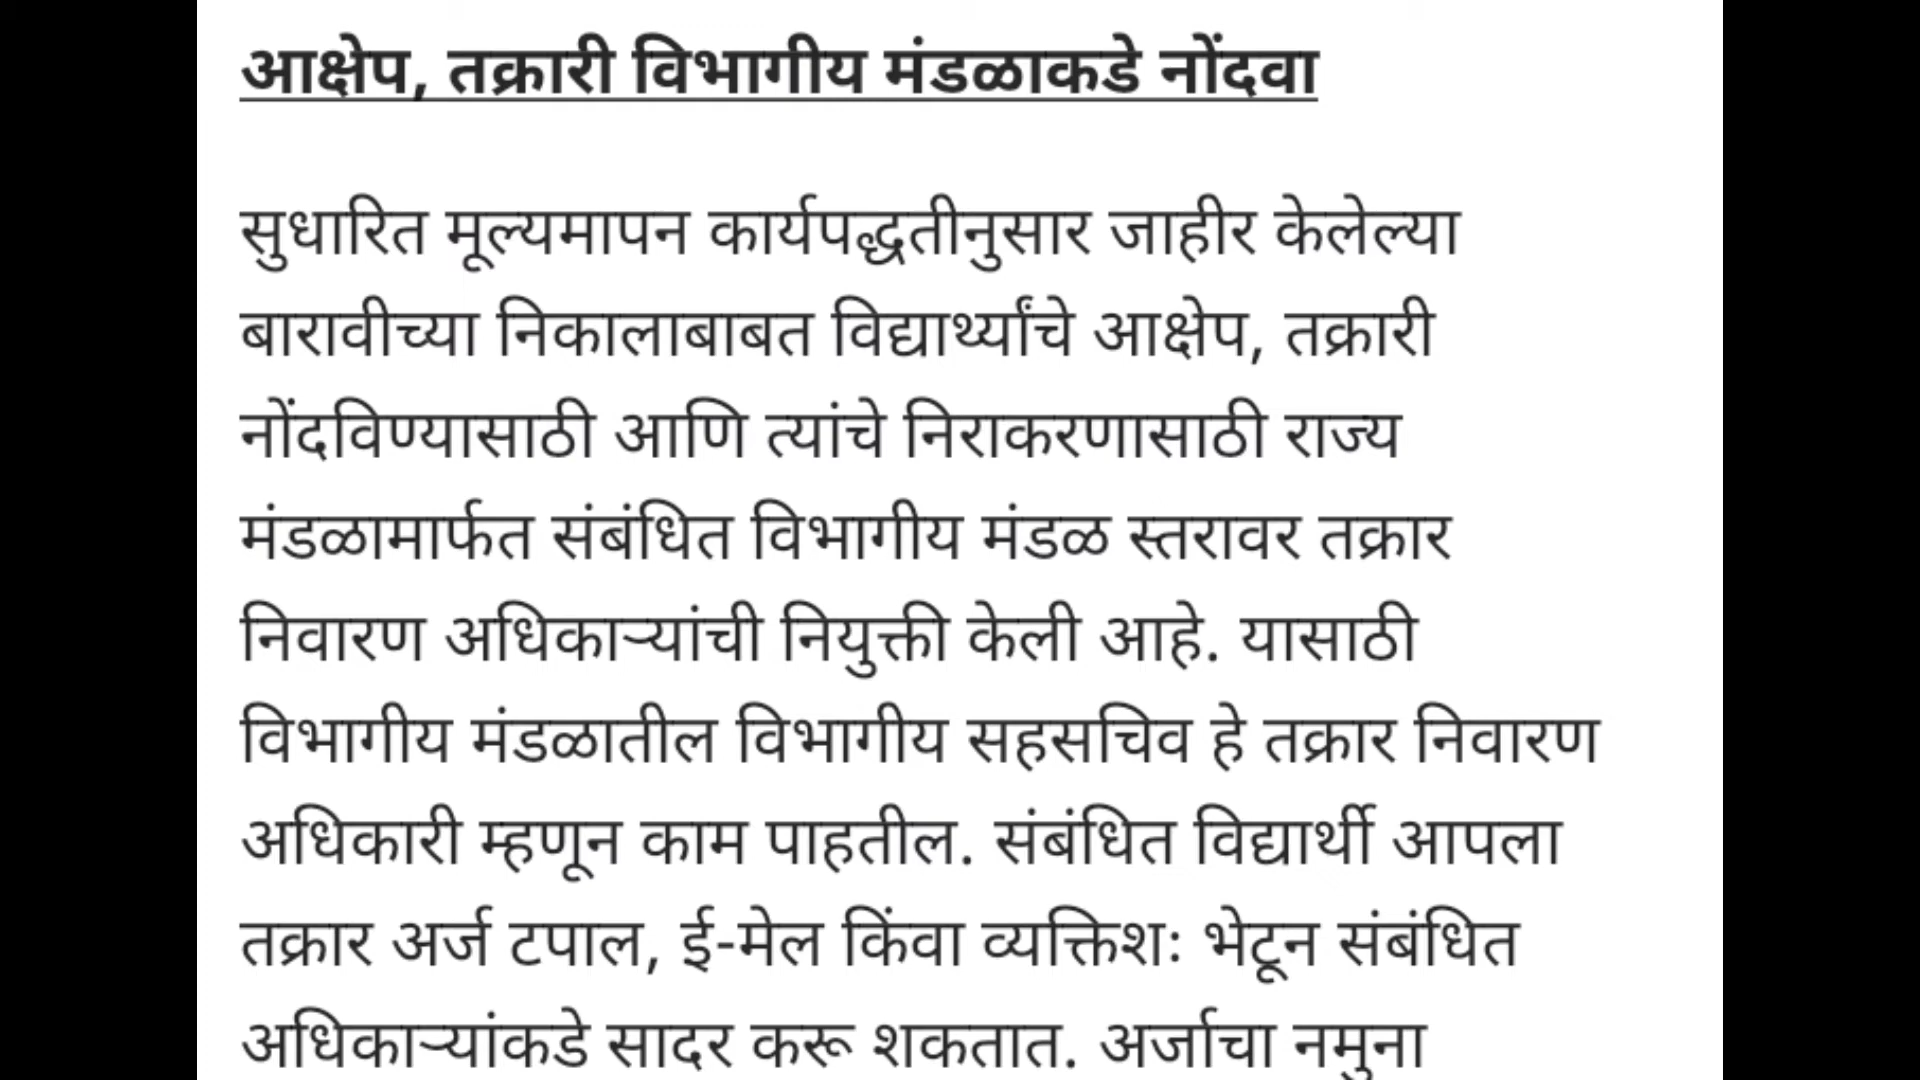 आक्षेप, तक्रारी विभागीय मंडळाकडे नोंदवा
सुधारित मूल्यमापन कार्यपद्धतीनुसार जाहीर केलेल्या
बारावीच्या निकालाबाबत विद्यार्थ्यांचे आक्षेप, तक्रारी
नोंदविण्यासाठी आणि त्यांचे निराकरणासाठी राज्य
मंडळामार्फत संबंधित विभागीय मंडळ स्तरावर तक्रार
निवारण अधिकाऱ्यांची नियुक्ती केली आहे. यासाठी
विभागीय मंडळातील विभागीय सहसचिव हे तक्रार निवारण
अधिकारी म्हणून काम पाहतील. संबंधित विद्यार्थी आपला
तक्रार अर्ज टपाल, ई-मेल किंवा व्यक्तिशः भेटून संबंधित
अधिकाऱ्यांकडे सादर करू शकतात. अर्जाचा नमुना